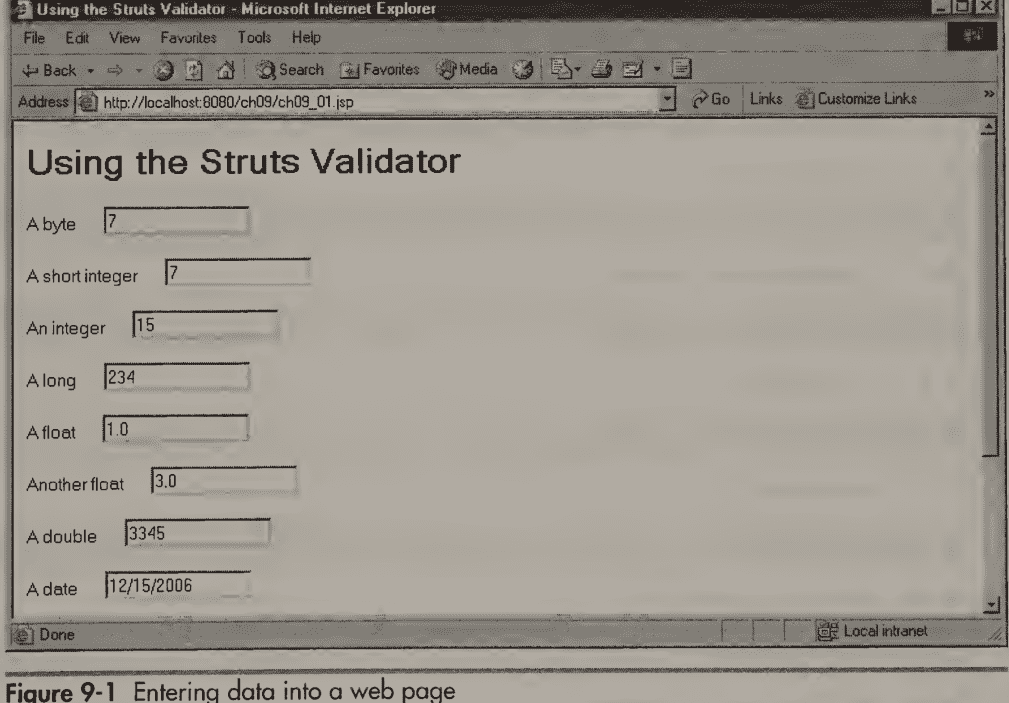 Using the Struts Validator - Microsoft Internet Explorer
File Edit View Favorites Tools Help
Back Search Favorites Media
Address http://localhost:8080/ch09/ch09_01.jsp Go Links Customize Links »
Using the Struts Validator
A byte 7
A short integer 7
An integer 15
A long 234
A float 1.0
Another float 3.0
A double 3345
A date 12/15/2006
Done Local intranet
Figure 9-1 Entering data into a web page